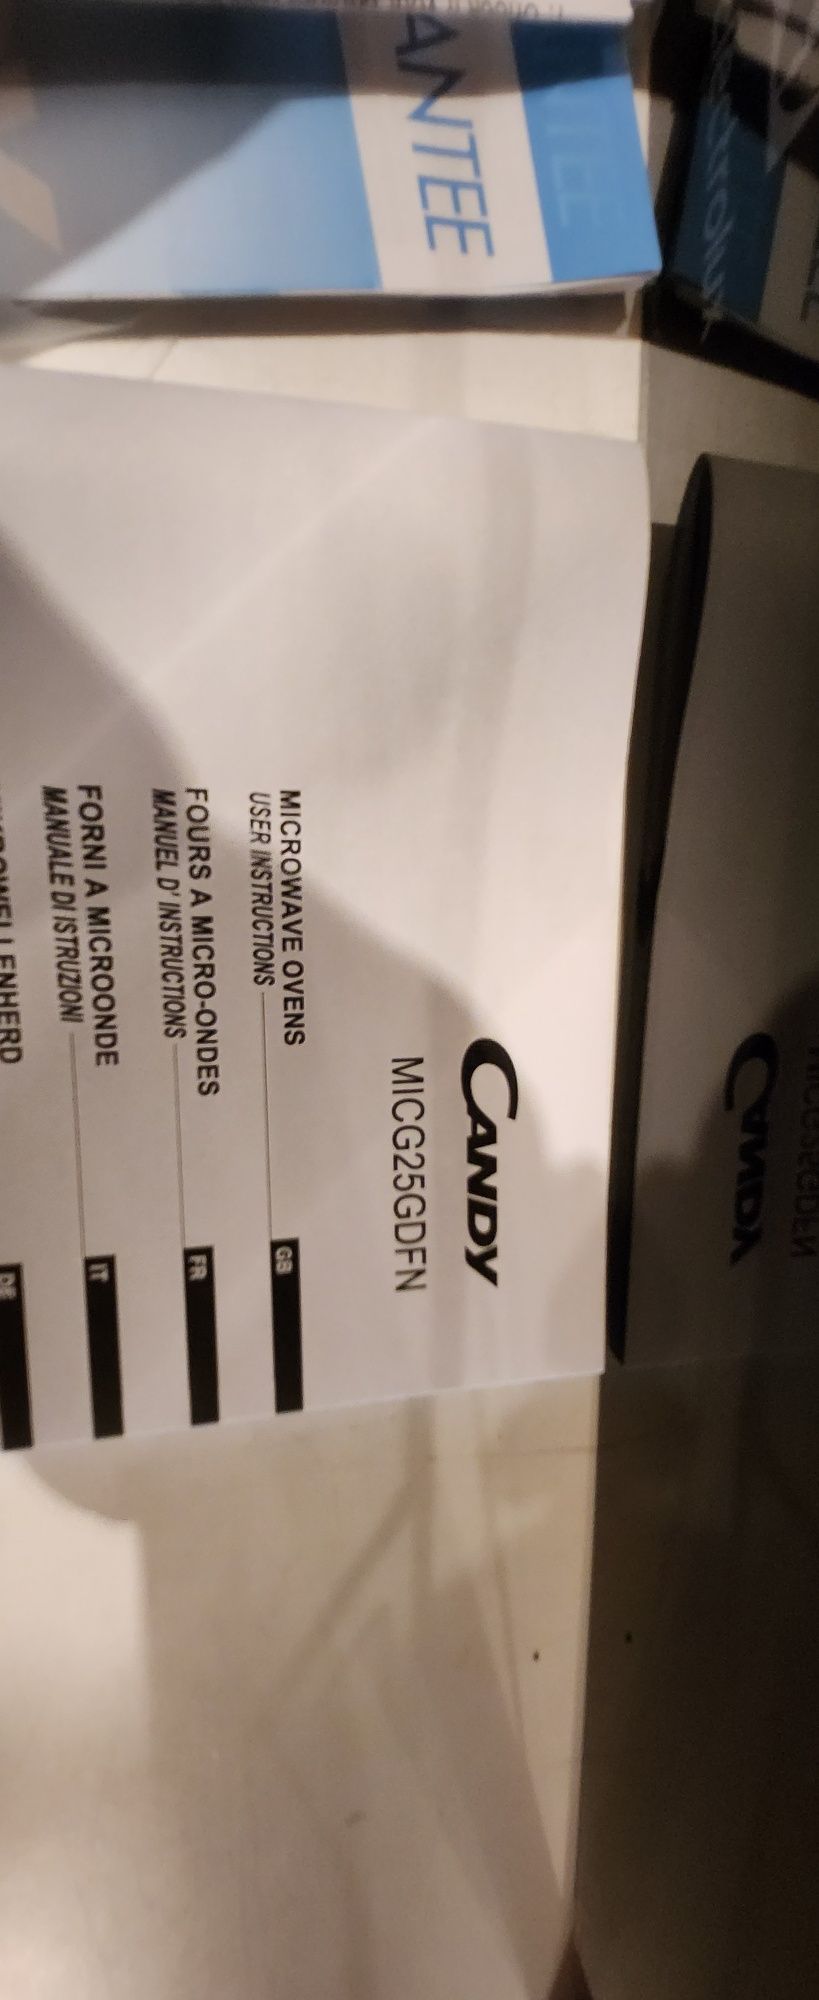 ANTEE
CANDY
MICG25GDFN
MICROWAVE OVENS
USER INSTRUCTIONS
GB
FOURS A MICRO-ONDES
MANUEL D' INSTRUCTIONS
FR
FORNI A MICROONDE
MANUALE DI ISTRUZIONI
IT
DE